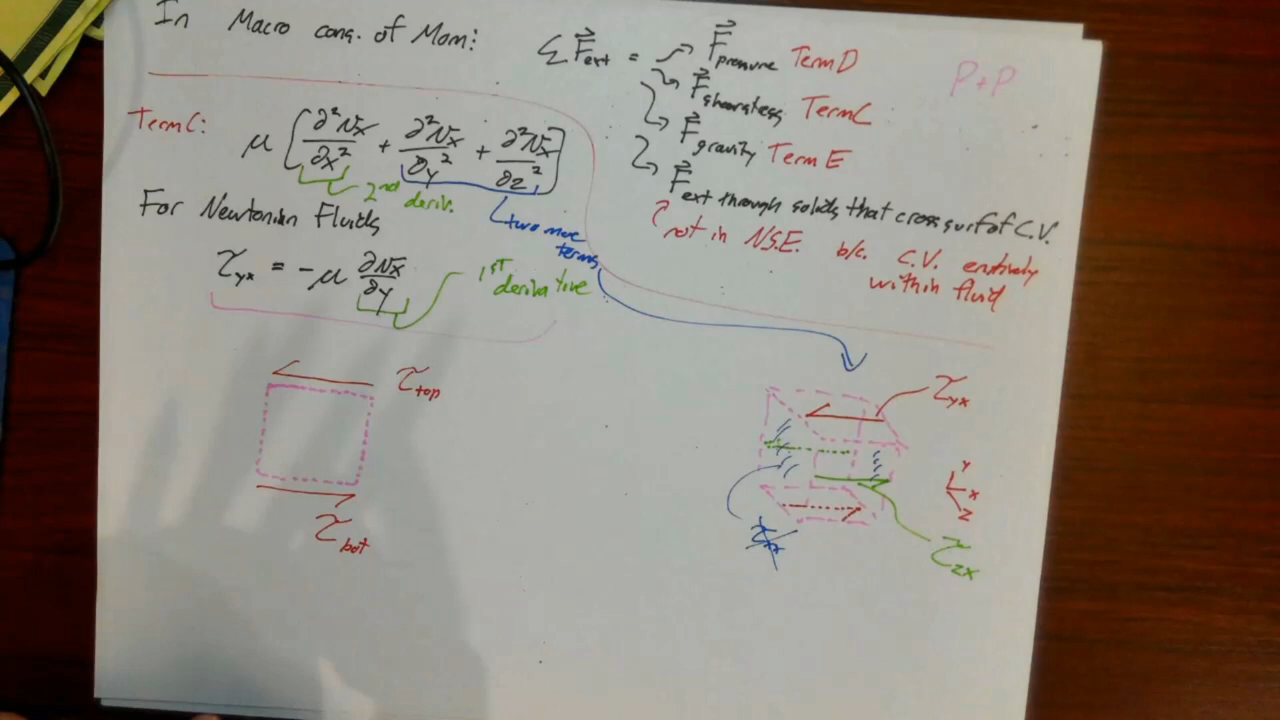 In Macro cons. of Mom:
Σ F⃗ext = F⃗pressure Term D
F⃗shearstress Term C
F⃗gravity Term E
F⃗ext through solids that cross surf of C.V.
not in N.S.E. b/c. C.V. entirely
within fluid
P+P
Term C: μ [∂²vx/∂x² + ∂²vx/∂y² + ∂²vx/∂z²]
2nd deriv.
two more
terms
For Newtonian Fluids
τyx = -μ ∂vx/∂y
1ST
derivative
τtop
τbot
τyx
Y
X
Z
τzx